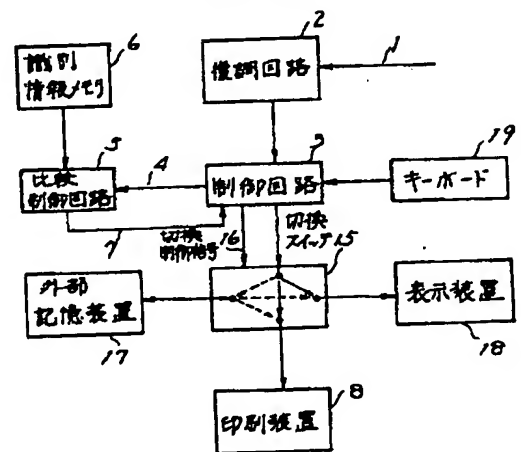 6
識別
情報メモリ
2
復調回路
1
5
比較
制御回路
4
3
制御回路
19
キーボード
7
切換
制御信号
16
切換
スイッチ
15
外部
記憶装置
17
表示装置
18
8
印刷装置